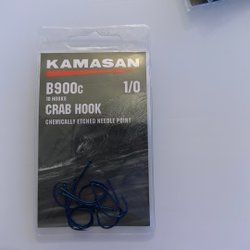 KAMASAN
B900c 1/0
10 HOOKS
CRAB HOOK
CHEMICALLY ETCHED NEEDLE POINT